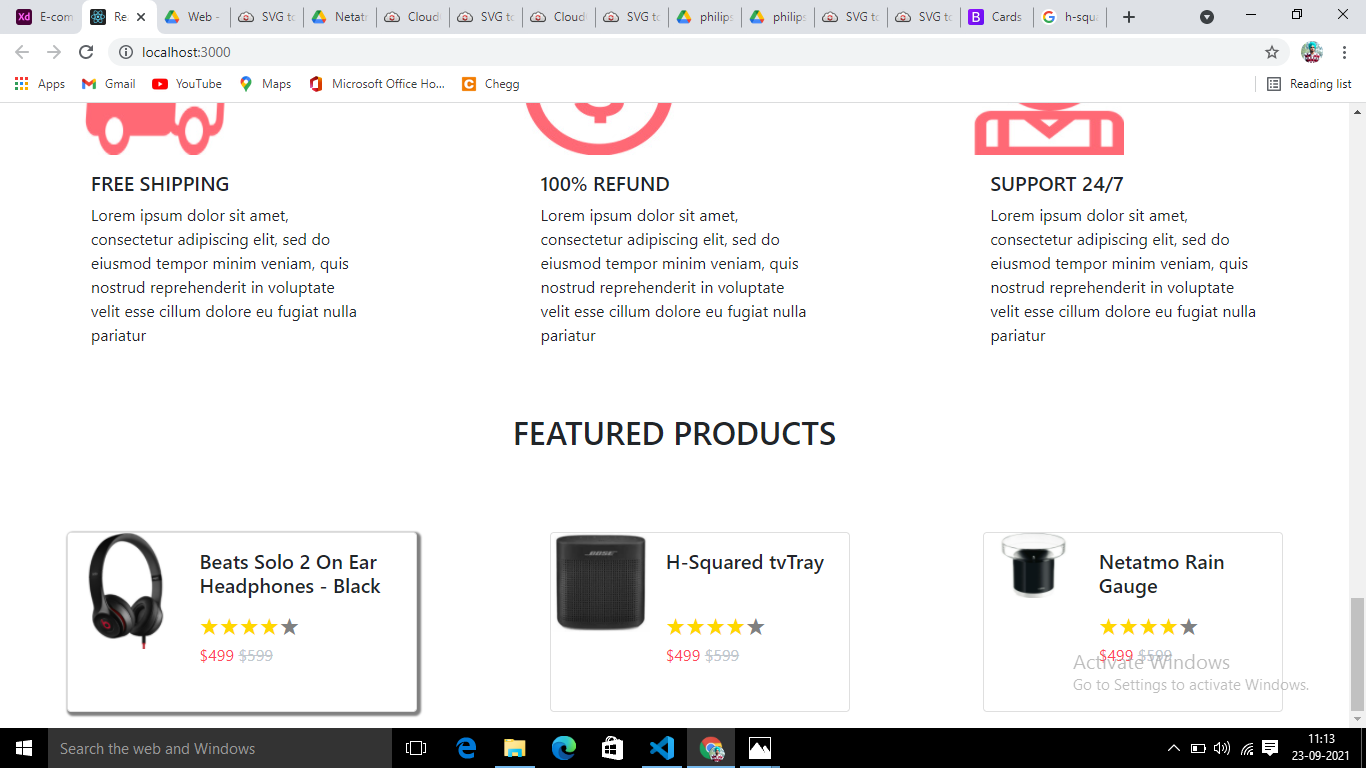 E-com
Re
Web -
SVG to
Netatr
Cloud
SVG to
Cloud
SVG to
philips
philips
SVG to
SVG to
Cards
h-squa
localhost:3000
Apps
Gmail
YouTube
Maps
Microsoft Office Ho...
Chegg
Reading list
FREE SHIPPING
Lorem ipsum dolor sit amet,
consectetur adipiscing elit, sed do
eiusmod tempor minim veniam, quis
nostrud reprehenderit in voluptate
velit esse cillum dolore eu fugiat nulla
pariatur
100% REFUND
Lorem ipsum dolor sit amet,
consectetur adipiscing elit, sed do
eiusmod tempor minim veniam, quis
nostrud reprehenderit in voluptate
velit esse cillum dolore eu fugiat nulla
pariatur
SUPPORT 24/7
Lorem ipsum dolor sit amet,
consectetur adipiscing elit, sed do
eiusmod tempor minim veniam, quis
nostrud reprehenderit in voluptate
velit esse cillum dolore eu fugiat nulla
pariatur
FEATURED PRODUCTS
Beats Solo 2 On Ear
Headphones - Black
$499 $599
BOSE
H-Squared tvTray
$499 $599
Netatmo Rain
Gauge
$499 $599
Activate Windows
Go to Settings to activate Windows.
Search the web and Windows
11:13
23-09-2021